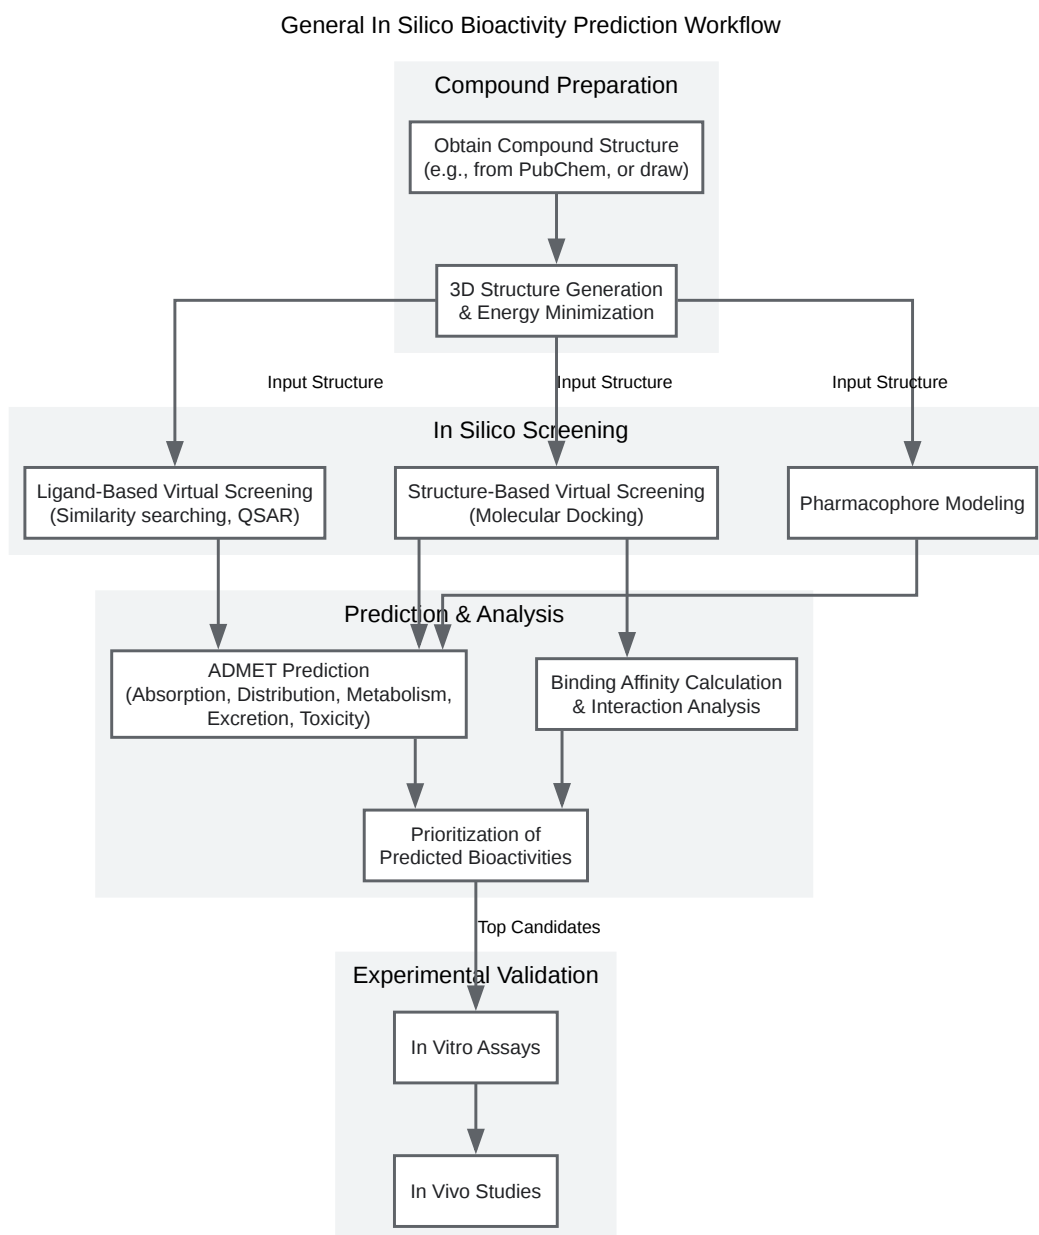 General In Silico Bioactivity Prediction Workflow
Compound Preparation
Obtain Compound Structure
(e.g., from PubChem, or draw)
3D Structure Generation
& Energy Minimization
Input Structure
Input Structure
Input Structure
In Silico Screening
Ligand-Based Virtual Screening
(Similarity searching, QSAR)
Structure-Based Virtual Screening
(Molecular Docking)
Pharmacophore Modeling
Prediction & Analysis
ADMET Prediction
(Absorption, Distribution, Metabolism,
Excretion, Toxicity)
Binding Affinity Calculation
& Interaction Analysis
Prioritization of
Predicted Bioactivities
Top Candidates
Experimental Validation
In Vitro Assays
In Vivo Studies